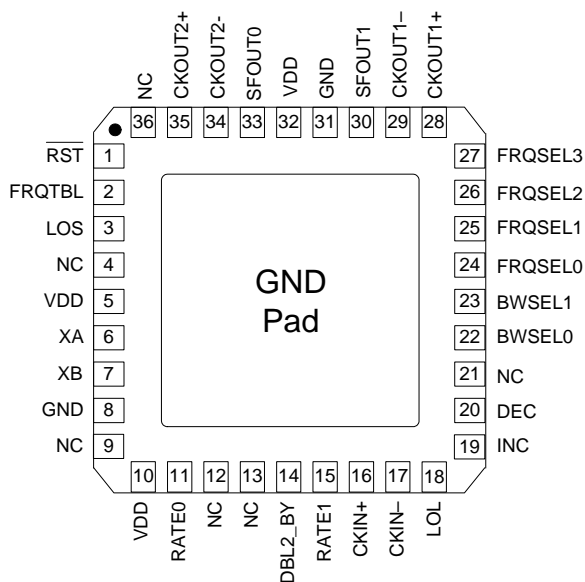 NC
CKOUT2+
CKOUT2-
SFOUT0
VDD
GND
SFOUT1
CKOUT1–
CKOUT1+
36
35
34
33
32
31
30
29
28
RST
1
FRQTBL
2
LOS
3
NC
4
VDD
5
XA
6
XB
7
GND
8
NC
9
GND
Pad
27
FRQSEL3
26
FRQSEL2
25
FRQSEL1
24
FRQSEL0
23
BWSEL1
22
BWSEL0
21
NC
20
DEC
19
INC
10
11
12
13
14
15
16
17
18
VDD
RATE0
NC
NC
DBL2_BY
RATE1
CKIN+
CKIN–
LOL